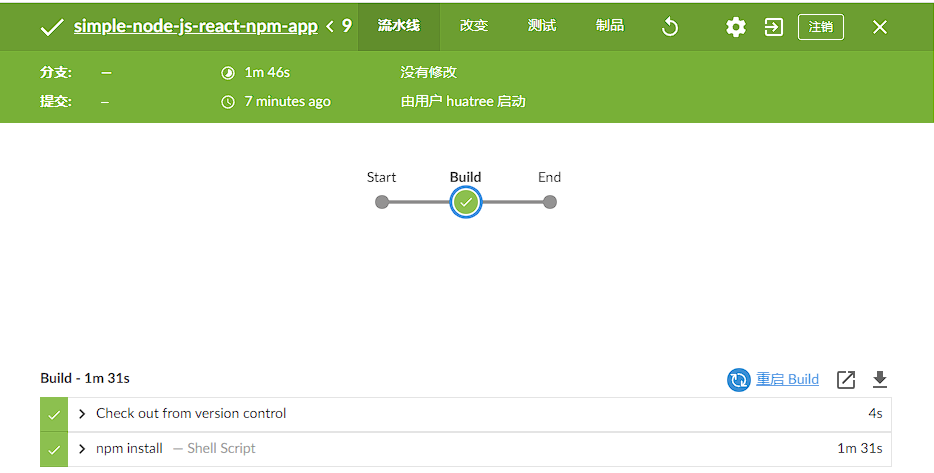 simple-node-js-react-npm-app < 9 流水线 改变 测试 制品 注销
分支: — 1m 46s 没有修改
提交: — 7 minutes ago 由用户 huatree 启动
Start Build End
Build - 1m 31s 重启 Build
Check out from version control 4s
npm install — Shell Script 1m 31s